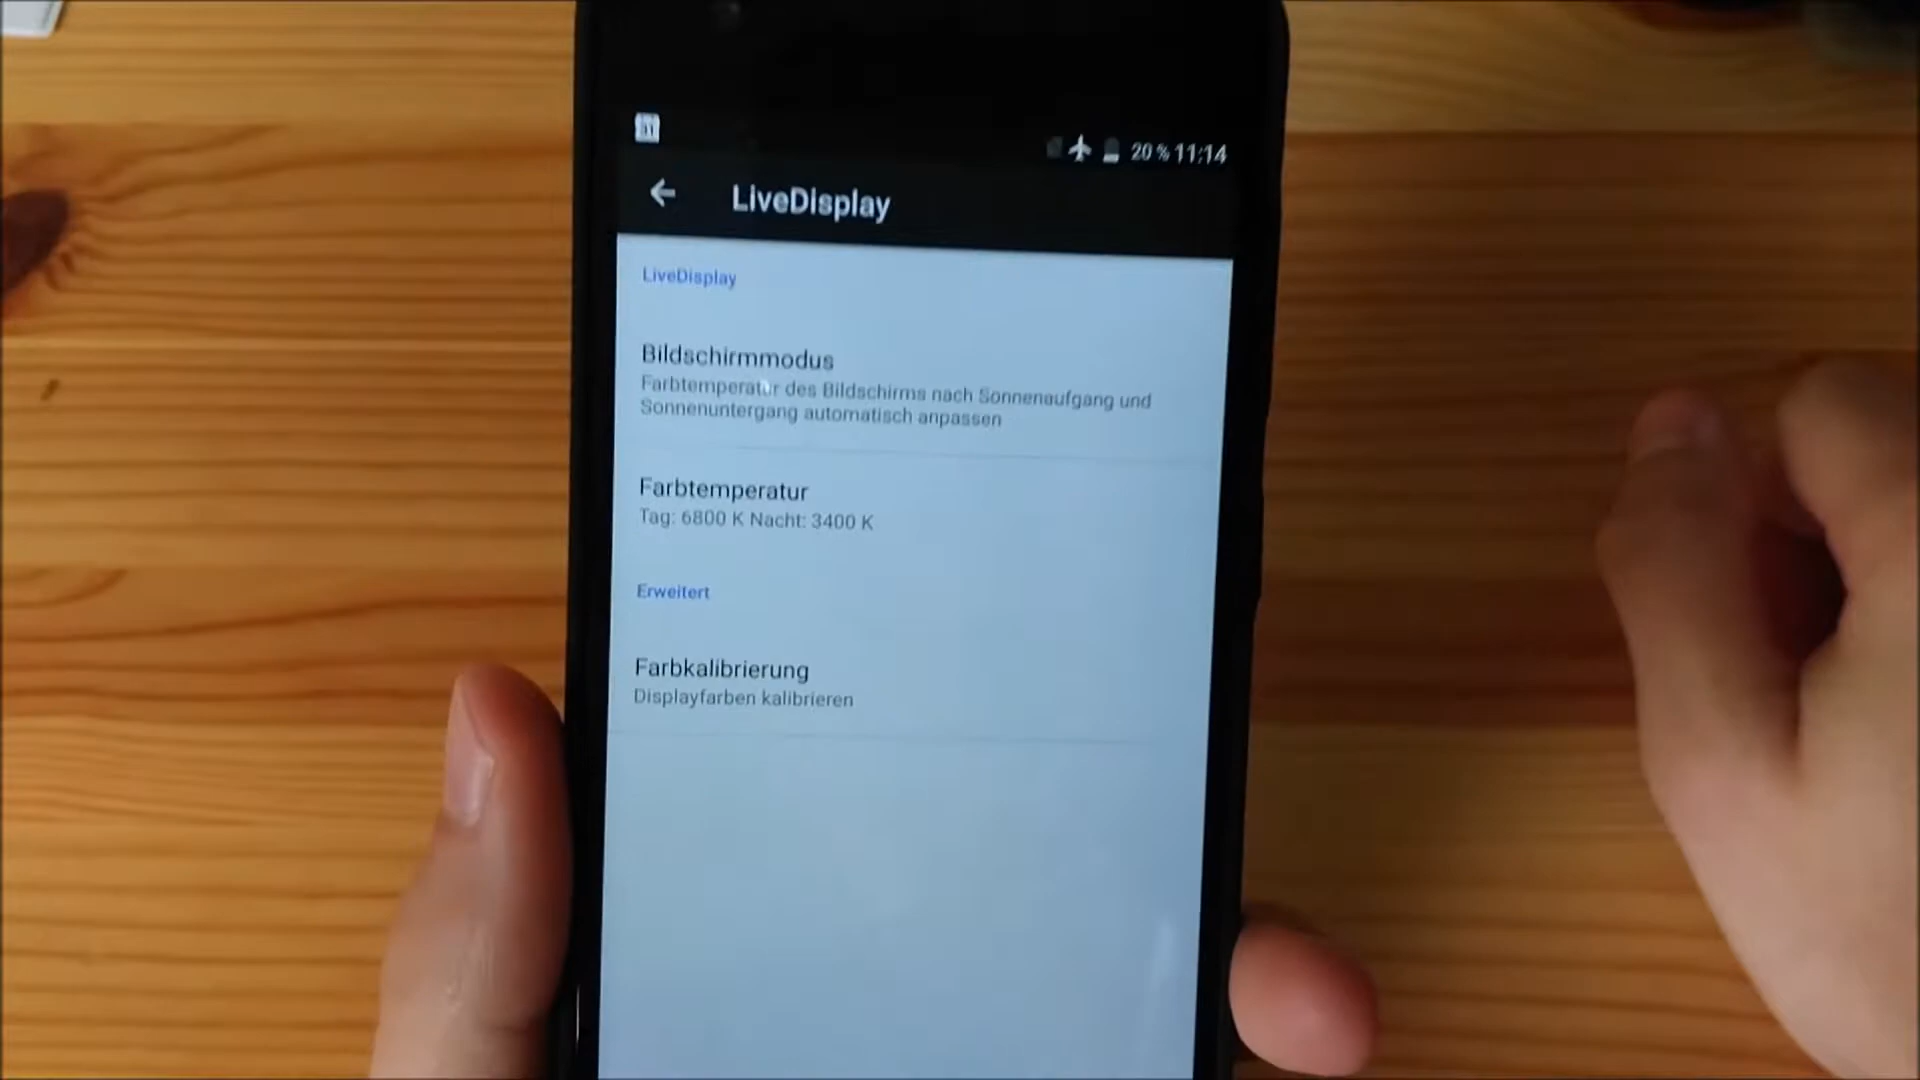 31
20 % 11:14
LiveDisplay
LiveDisplay
Bildschirmmodus
Farbtemperatur des Bildschirms nach Sonnenaufgang und
Sonnenuntergang automatisch anpassen
Farbtemperatur
Tag: 6800 K Nacht: 3400 K
Erweitert
Farbkalibrierung
Displayfarben kalibrieren